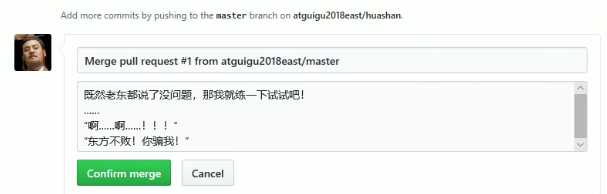 Add more commits by pushing to the master branch on atguigu2018east/huashan.
Merge pull request #1 from atguigu2018east/master
既然老东都说了没问题，那我就练一下试试吧！
……
“啊……啊……！！！”
“东方不败！你骗我！”
Confirm merge
Cancel